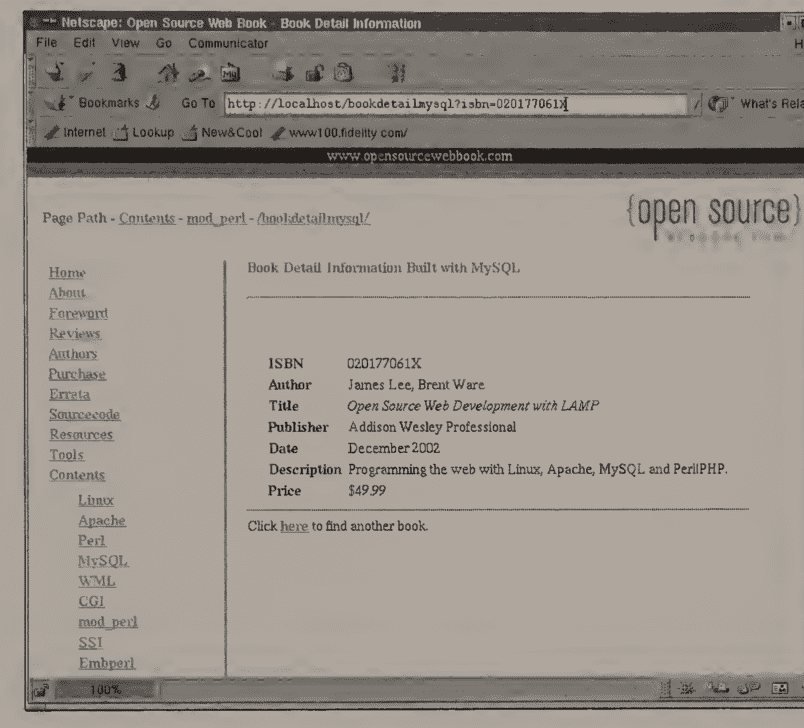 Netscape: Open Source Web Book - Book Detail Information
File Edit View Go Communicator H
My
Bookmarks Go To http://localhost/bookdetailmysql?isbn=020177061X What's Rela
Internet Lookup New&Cool www100.fidelity com/
www.opensourcewebbook.com
{open source}
Page Path - Contents - mod_perl - /bookdetailmysql/
Home
About
Foreword
Reviews
Authors
Purchase
Errata
Sourcecode
Resources
Tools
Contents
Linux
Apache
Perl
MySQL
WML
CGI
mod_perl
SSI
Embperl
Book Detail Information Built with MySQL
ISBN 020177061X
Author James Lee, Brent Ware
Title Open Source Web Development with LAMP
Publisher Addison Wesley Professional
Date December 2002
Description Programming the web with Linux, Apache, MySQL and Perl|PHP.
Price $49.99
Click here to find another book.
100%